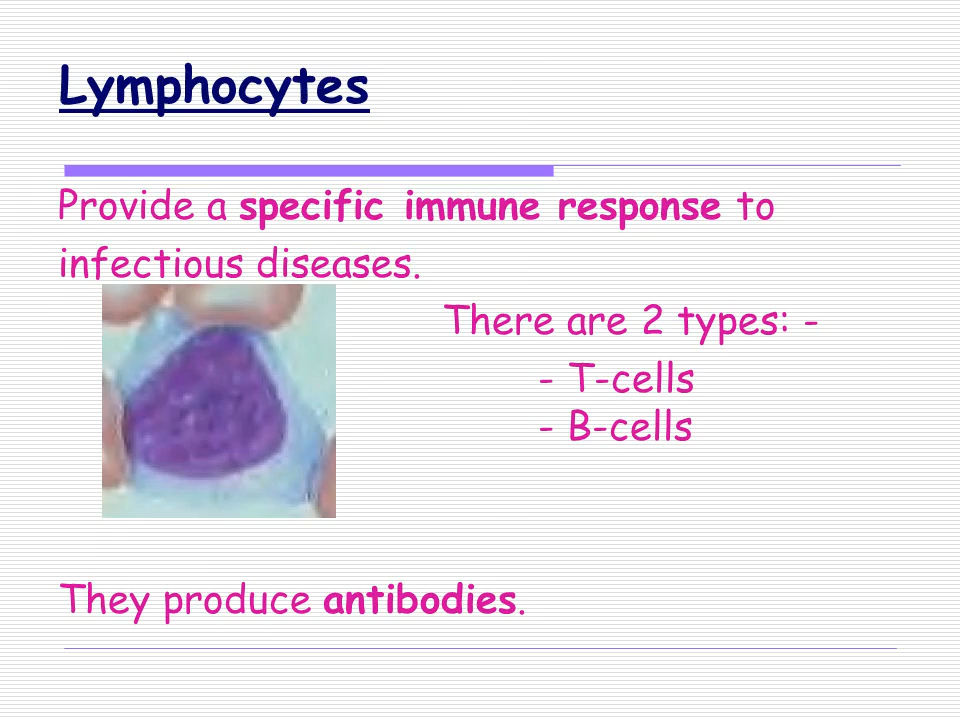 Lymphocytes
Provide a specific immune response to
infectious diseases.
There are 2 types: -
- T-cells
- B-cells
They produce antibodies.